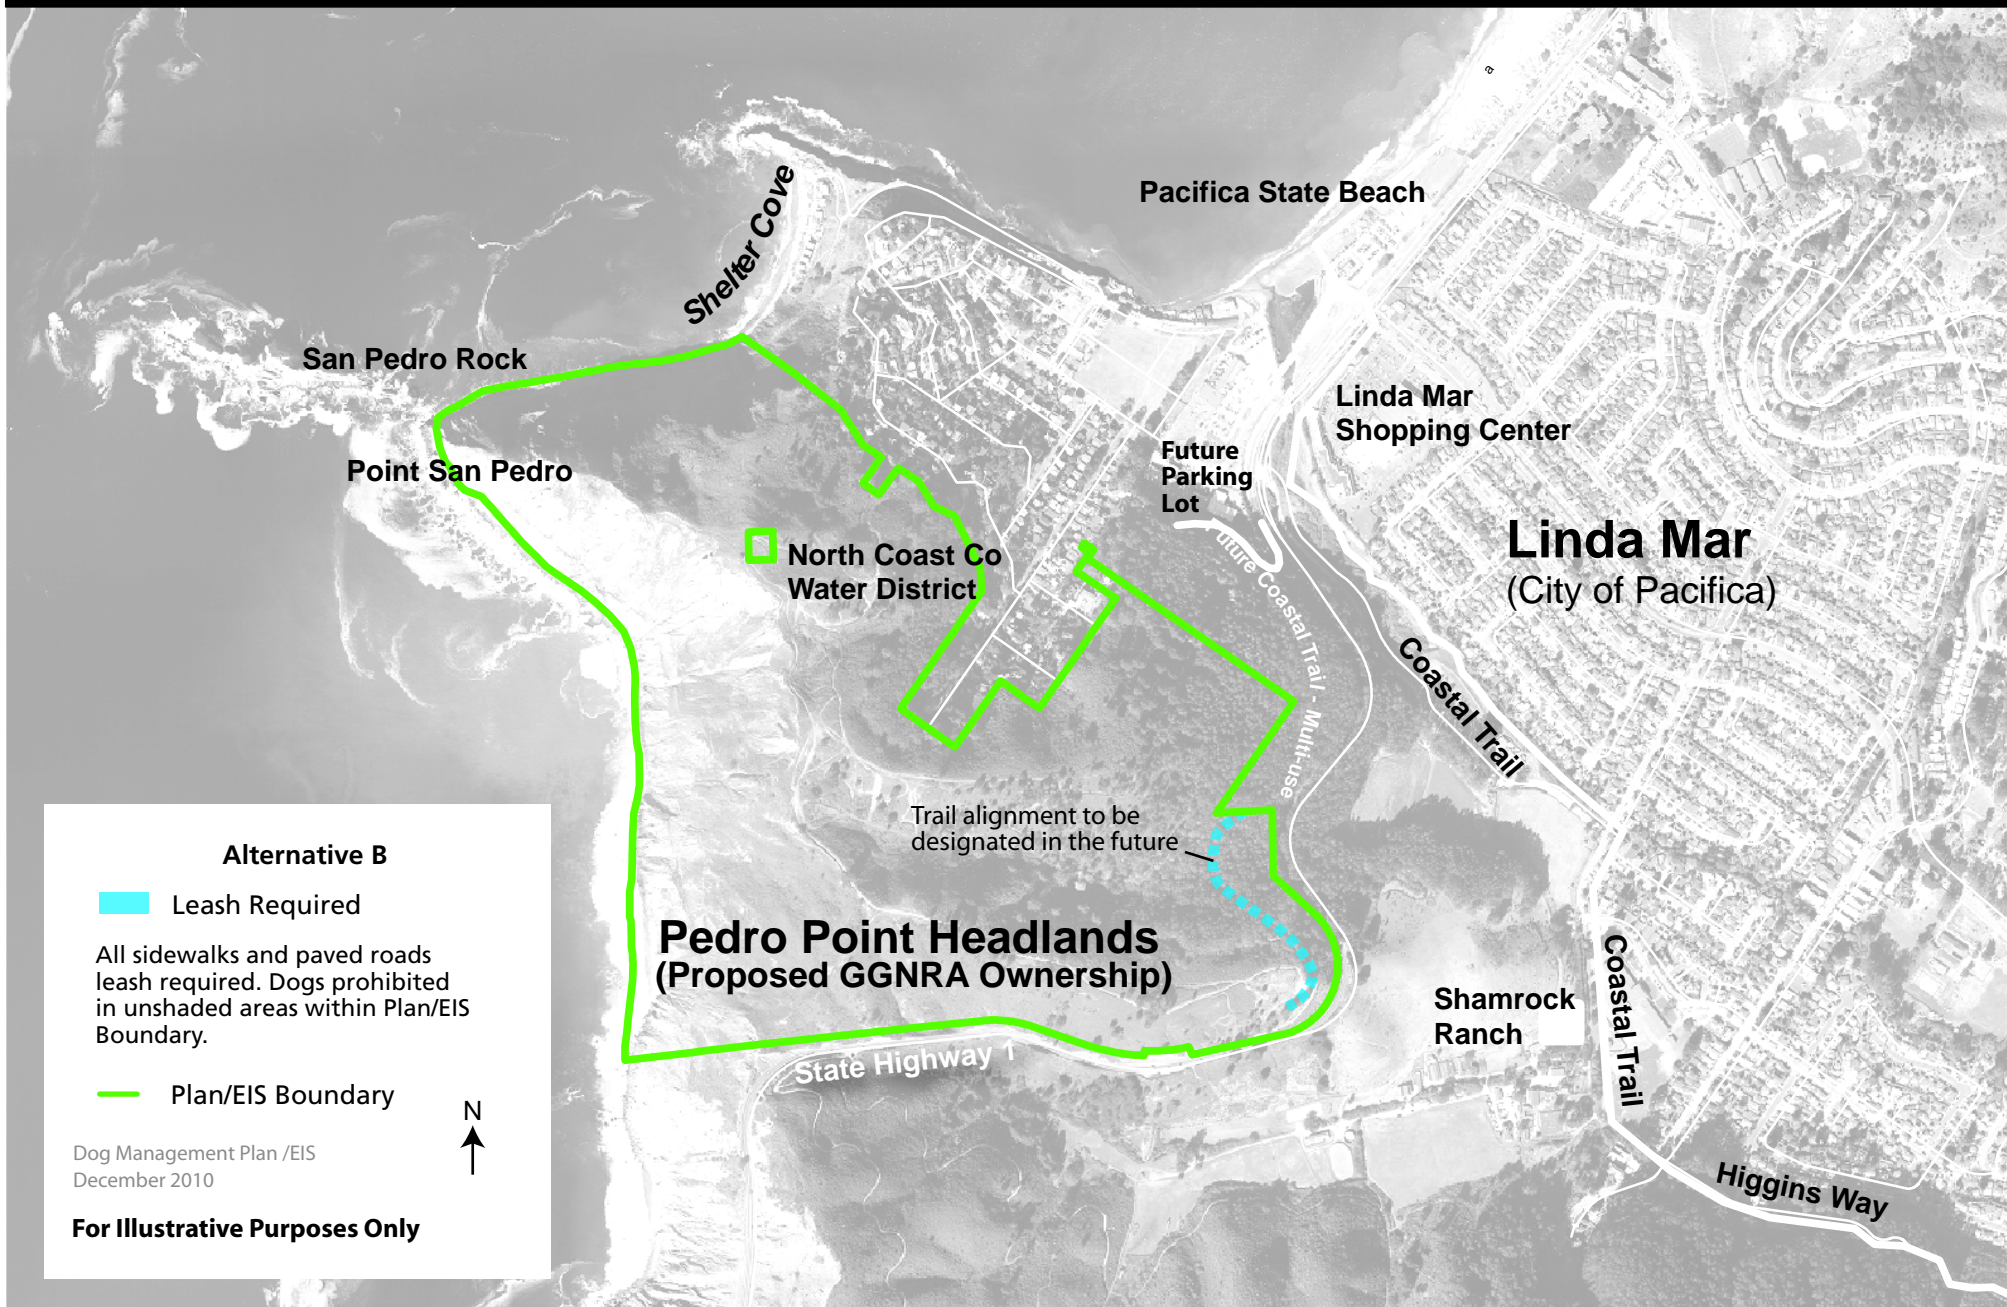 a
Pacifica State Beach
Shelter Cove
San Pedro Rock
Point San Pedro
Linda Mar
Shopping Center
Future
Parking
Lot
Linda Mar
(City of Pacifica)
North Coast Co
Water District
Future Coastal Trail - Multi-use
Coastal Trail
Trail alignment to be
designated in the future
Pedro Point Headlands
(Proposed GGNRA Ownership)
Shamrock
Ranch
Coastal Trail
State Highway 1
Higgins Way
Alternative B
Leash Required
All sidewalks and paved roads
leash required. Dogs prohibited
in unshaded areas within Plan/EIS
Boundary.
Plan/EIS Boundary
N
Dog Management Plan /EIS
December 2010
For Illustrative Purposes Only